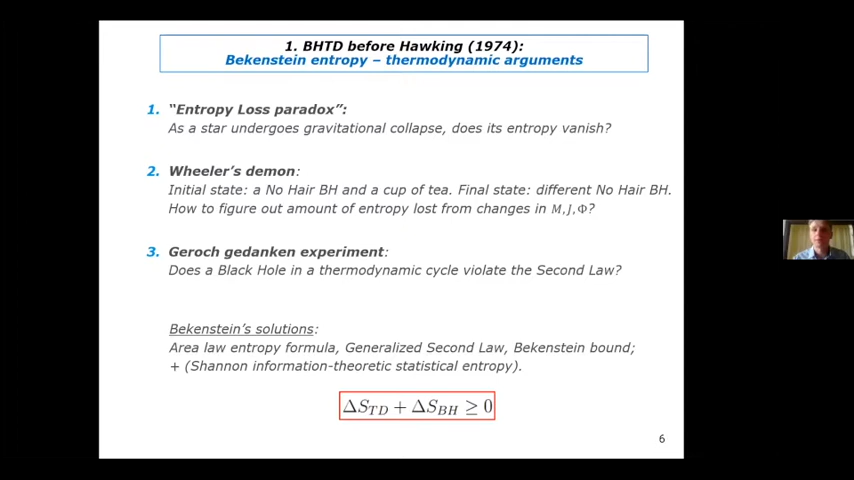 1. BHTD before Hawking (1974):
Bekenstein entropy – thermodynamic arguments
1. “Entropy Loss paradox”:
As a star undergoes gravitational collapse, does its entropy vanish?
2. Wheeler’s demon:
Initial state: a No Hair BH and a cup of tea. Final state: different No Hair BH.
How to figure out amount of entropy lost from changes in M, J, Φ?
3. Geroch gedanken experiment:
Does a Black Hole in a thermodynamic cycle violate the Second Law?
Bekenstein’s solutions:
Area law entropy formula, Generalized Second Law, Bekenstein bound;
+ (Shannon information-theoretic statistical entropy).
ΔS_TD + ΔS_BH ≥ 0
6